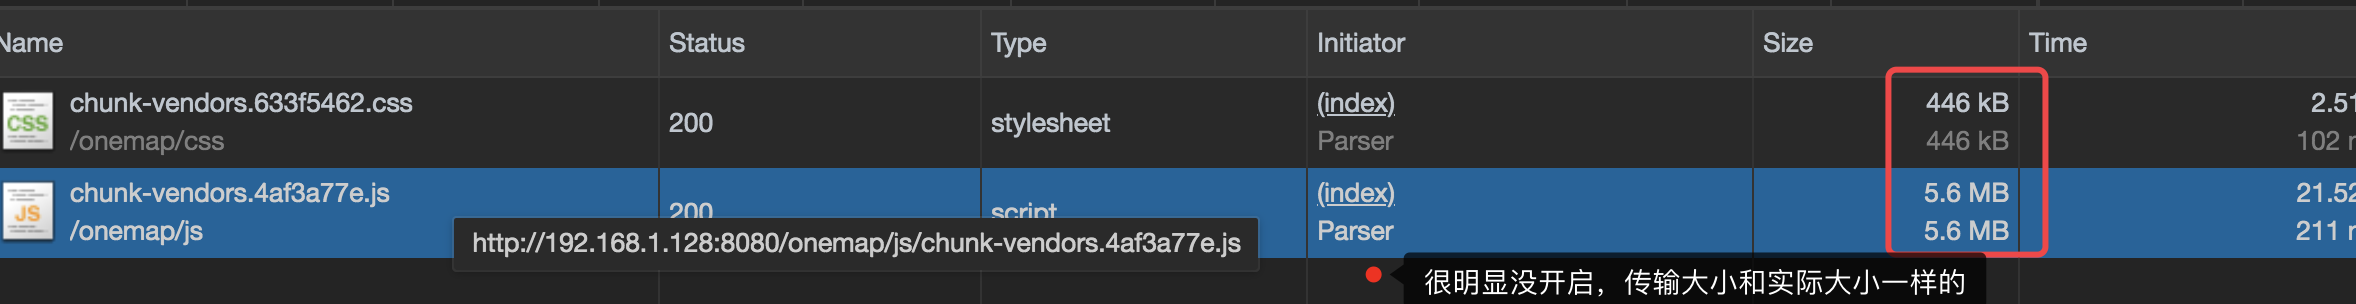 Name Status Type Initiator Size Time
chunk-vendors.633f5462.css 200 stylesheet (index) 446 kB 2.51
CSS /onemap/css Parser 446 kB 102
chunk-vendors.4af3a77e.js 200 script (index) 5.6 MB 21.52
JS /onemap/js Parser 5.6 MB 211
http://192.168.1.128:8080/onemap/js/chunk-vendors.4af3a77e.js
很明显没开启，传输大小和实际大小一样的